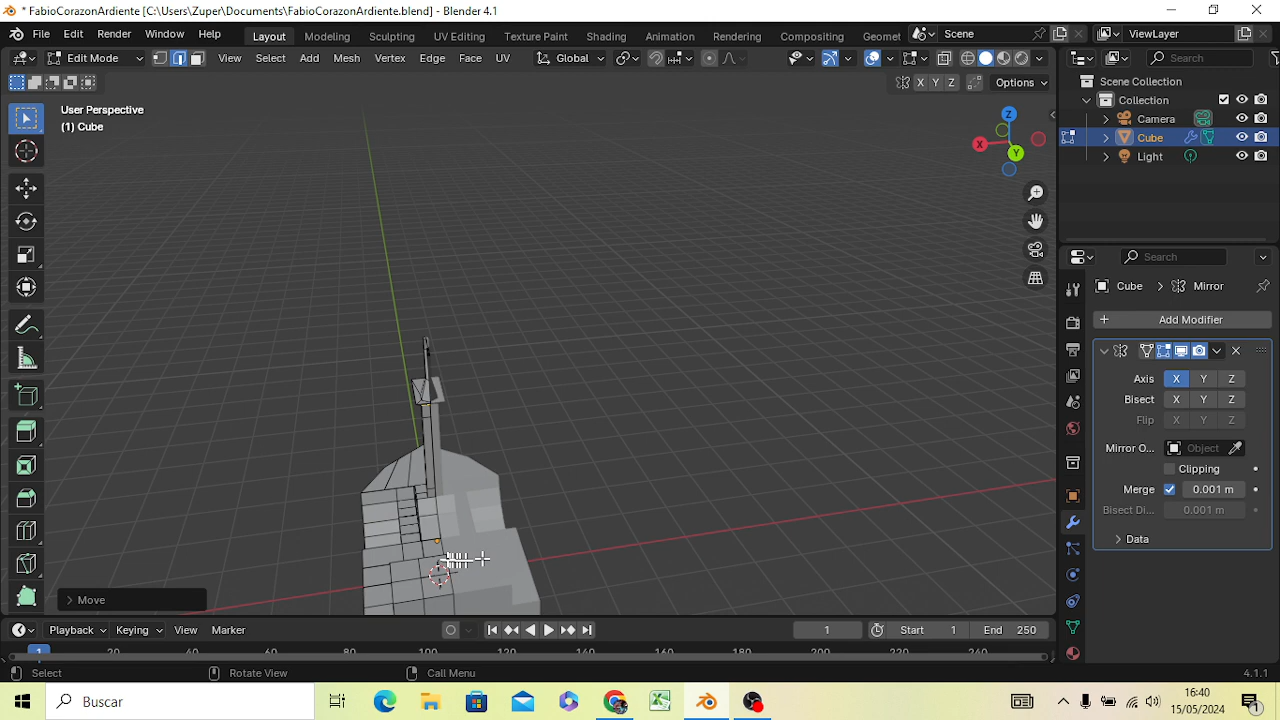 * FabioCorazonArdiente [C:\Users\Zuper\Documents\FabioCorazonArdiente.blend] - Blender 4.1
File Edit Render Window Help Layout Modeling Sculpting UV Editing Texture Paint Shading Animation Rendering Compositing Geomet Scene ViewLayer
Edit Mode View Select Add Mesh Vertex Edge Face UV Global Search
X Y Z Options
User Perspective
(1) Cube
Scene Collection
Collection
Camera
Cube
Light
Z
X
Y
Search
Cube Mirror
Add Modifier
Axis X Y Z
Bisect X Y Z
Flip X Y Z
Mirror O... Object
Clipping
Merge 0.001 m
Bisect Di... 0.001 m
Data
Move
Playback Keying View Marker 1 Start 1 End 250
1 20 40 60 80 100 120 140 160 180 200 220 240
Select Rotate View Call Menu 4.1.1
Buscar
16:40
15/05/2024
1